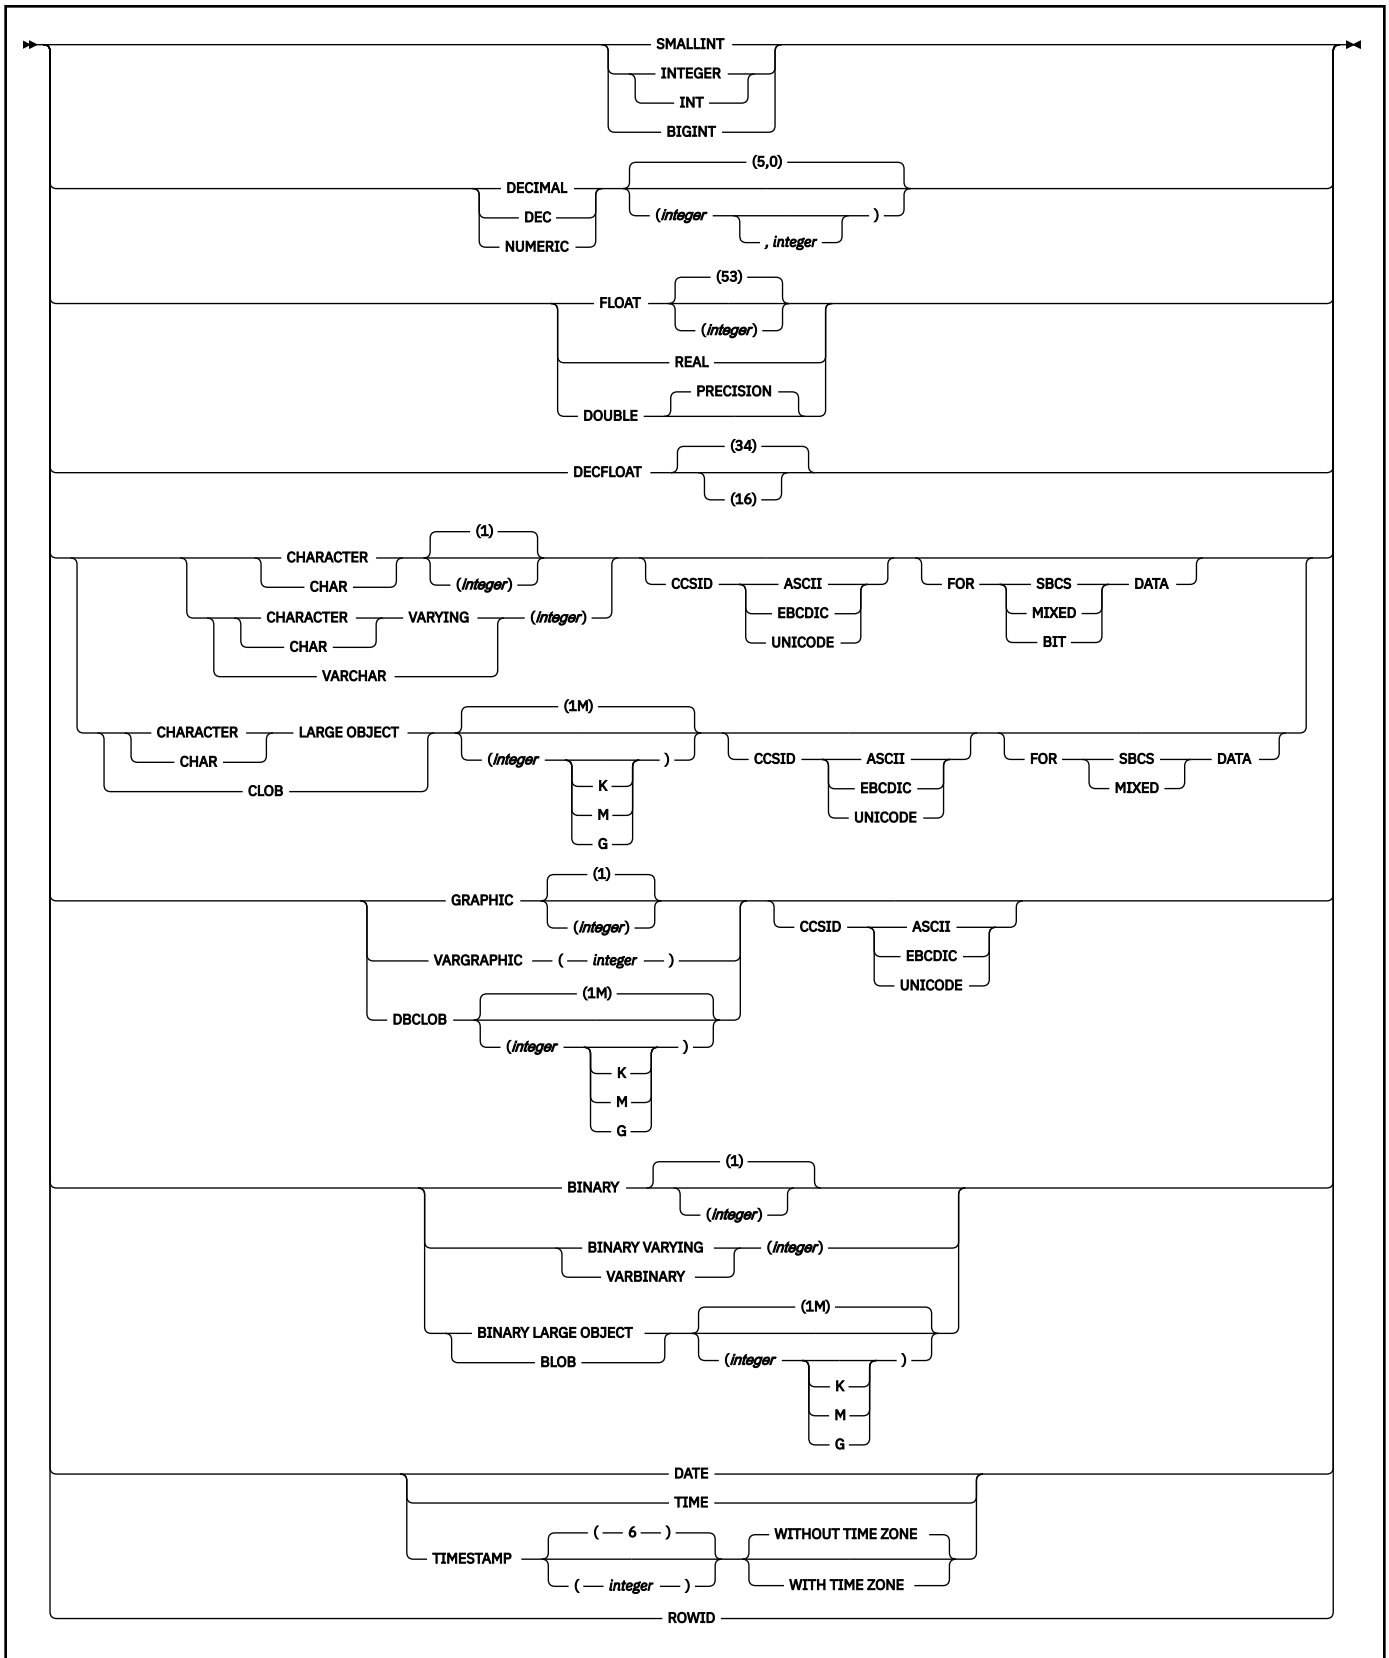 SMALLINT
INTEGER
INT
BIGINT
(5,0)
DECIMAL
DEC
(integer )
NUMERIC
, integer
(53)
FLOAT
(integer)
REAL
PRECISION
DOUBLE
(34)
DECFLOAT
(16)
(1)
CHARACTER
CHAR (integer) CCSID ASCII FOR SBCS DATA
EBCDIC MIXED
CHARACTER VARYING (integer)
CHAR UNICODE BIT
VARCHAR
(1M)
CHARACTER LARGE OBJECT
CHAR (integer ) CCSID ASCII FOR SBCS DATA
K EBCDIC MIXED
CLOB
M UNICODE
G
(1)
GRAPHIC
(integer) CCSID ASCII
VARGRAPHIC ( integer ) EBCDIC
UNICODE
(1M)
DBCLOB
(integer )
K
M
G
(1)
BINARY
(integer)
BINARY VARYING (integer)
VARBINARY
(1M)
BINARY LARGE OBJECT
BLOB (integer )
K
M
G
DATE
TIME
( 6 ) WITHOUT TIME ZONE
TIMESTAMP
( integer ) WITH TIME ZONE
ROWID